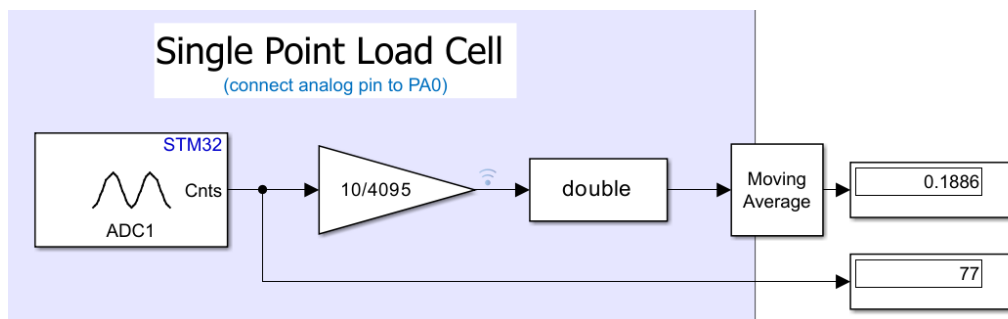 Single Point Load Cell
(connect analog pin to PA0)
STM32
Cnts
ADC1
10/4095
double
Moving
Average
0.1886
77